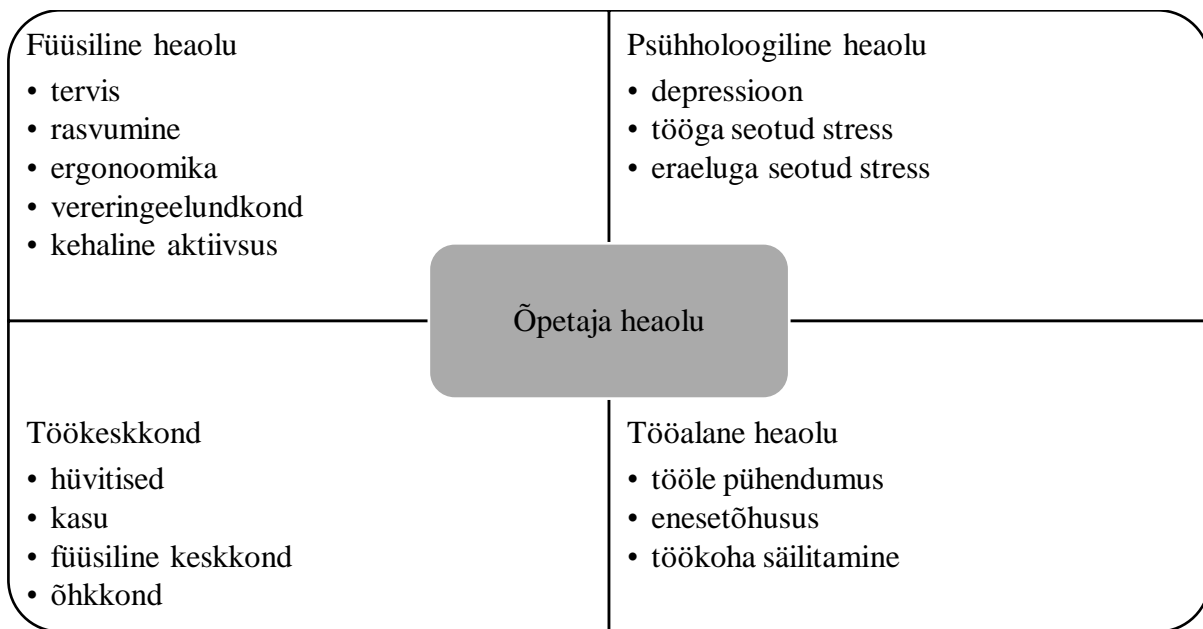 Füüsiline heaolu
• tervis
• rasvumine
• ergonoomika
• vereringeelundkond
• kehaline aktiivsus
Psühholoogiline heaolu
• depressioon
• tööga seotud stress
• eraeluga seotud stress
Õpetaja heaolu
Töökeskkond
• hüvitised
• kasu
• füüsiline keskkond
• õhkkond
Tööalane heaolu
• tööle pühendumus
• enesetõhusus
• töökoha säilitamine